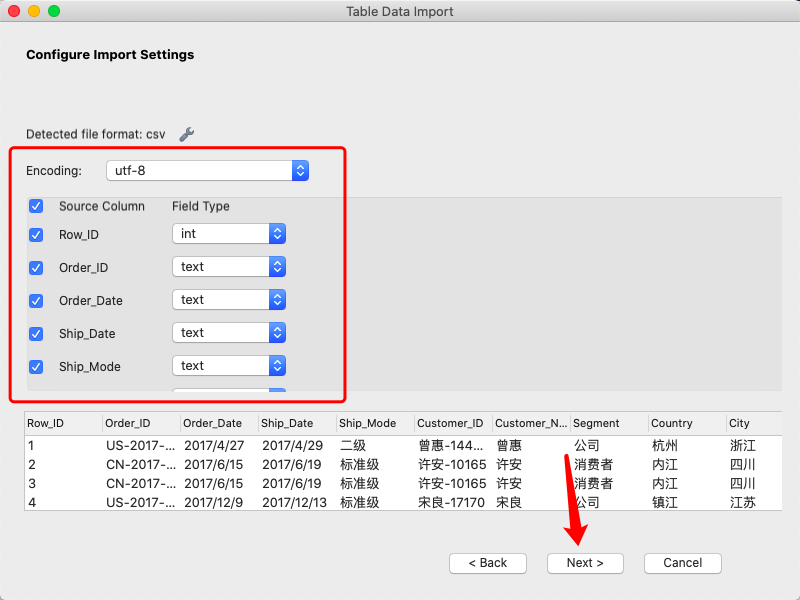 Table Data Import
Configure Import Settings
Detected file format: csv
Encoding: utf-8
Source Column Field Type
Row_ID int
Order_ID text
Order_Date text
Ship_Date text
Ship_Mode text
Row_ID Order_ID Order_Date Ship_Date Ship_Mode Customer_ID Customer_N... Segment Country City
1 US-2017-... 2017/4/27 2017/4/29 二级 曾惠-144... 曾惠 公司 杭州 浙江
2 CN-2017-... 2017/6/15 2017/6/19 标准级 许安-10165 许安 消费者 内江 四川
3 CN-2017-... 2017/6/15 2017/6/19 标准级 许安-10165 许安 消费者 内江 四川
4 US-2017-... 2017/12/9 2017/12/13 标准级 宋良-17170 宋良 公司 镇江 江苏
< Back Next > Cancel